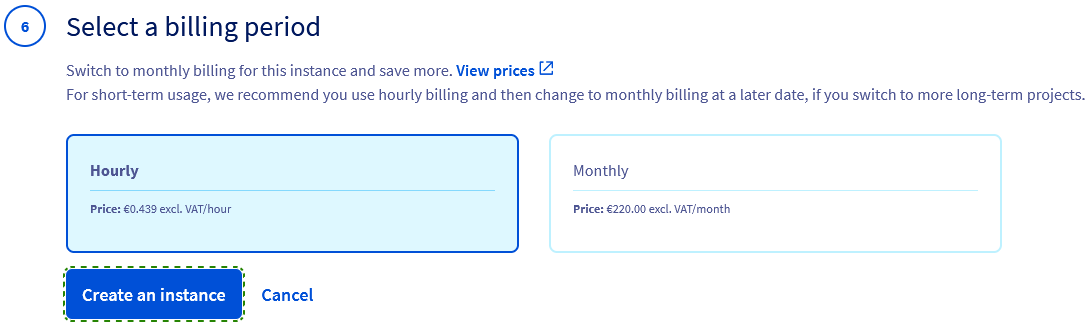 6
Select a billing period
Switch to monthly billing for this instance and save more. View prices
For short-term usage, we recommend you use hourly billing and then change to monthly billing at a later date, if you switch to more long-term projects.
Hourly
Price: €0.439 excl. VAT/hour
Monthly
Price: €220.00 excl. VAT/month
Create an instance
Cancel